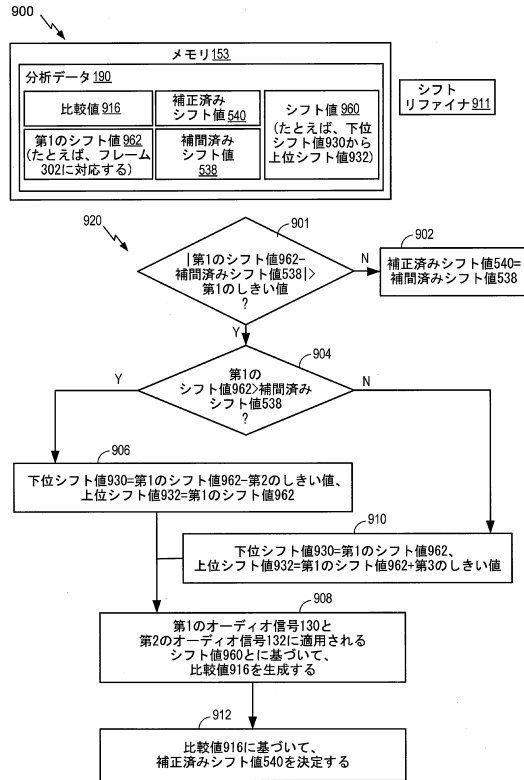 900
メモリ153
分析データ190
比較値916
補正済み
シフト値
540
シフト値960
(たとえば、下位
シフト値930から
上位シフト値932)
第1のシフト値962
(たとえば、フレーム
302に対応する)
補間済み
シフト値
538
シフト
リファイナ911
920
901
|第1のシフト値962-
補間済みシフト値538|>
第1のしきい値
?
N
902
補正済みシフト値540=
補間済みシフト値538
Y
904
第1の
シフト値962>補間済み
シフト値538
?
Y
N
906
下位シフト値930=第1のシフト値962-第2のしきい値、
上位シフト値932=第1のシフト値962
910
下位シフト値930=第1のシフト値962、
上位シフト値932=第1のシフト値962+第3のしきい値
908
第1のオーディオ信号130と
第2のオーディオ信号132に適用される
シフト値960とに基づいて、
比較値916を生成する
912
比較値916に基づいて、
補正済みシフト値540を決定する